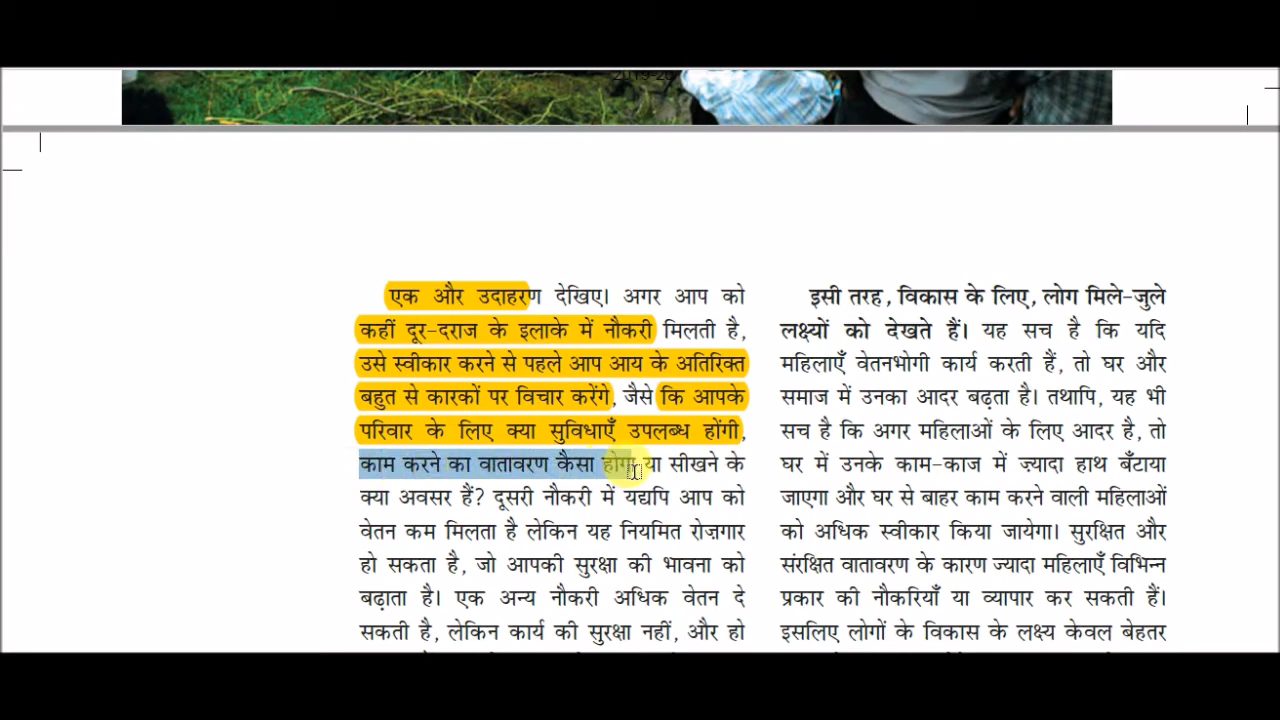 2019-20
एक और उदाहरण देखिए। अगर आप को
कहीं दूर-दराज के इलाके में नौकरी मिलती है,
उसे स्वीकार करने से पहले आप आय के अतिरिक्त
बहुत से कारकों पर विचार करेंगे, जैसे कि आपके
परिवार के लिए क्या सुविधाएँ उपलब्ध होंगी,
काम करने का वातावरण कैसा होगा या सीखने के
क्या अवसर हैं? दूसरी नौकरी में यद्यपि आप को
वेतन कम मिलता है लेकिन यह नियमित रोज़गार
हो सकता है, जो आपकी सुरक्षा की भावना को
बढ़ाता है। एक अन्य नौकरी अधिक वेतन दे
सकती है, लेकिन कार्य की सुरक्षा नहीं, और हो
इसी तरह, विकास के लिए, लोग मिले-जुले
लक्ष्यों को देखते हैं। यह सच है कि यदि
महिलाएँ वेतनभोगी कार्य करती हैं, तो घर और
समाज में उनका आदर बढ़ता है। तथापि, यह भी
सच है कि अगर महिलाओं के लिए आदर है, तो
घर में उनके काम-काज में ज़्यादा हाथ बँटाया
जाएगा और घर से बाहर काम करने वाली महिलाओं
को अधिक स्वीकार किया जायेगा। सुरक्षित और
संरक्षित वातावरण के कारण ज्यादा महिलाएँ विभिन्न
प्रकार की नौकरियाँ या व्यापार कर सकती हैं।
इसलिए लोगों के विकास के लक्ष्य केवल बेहतर